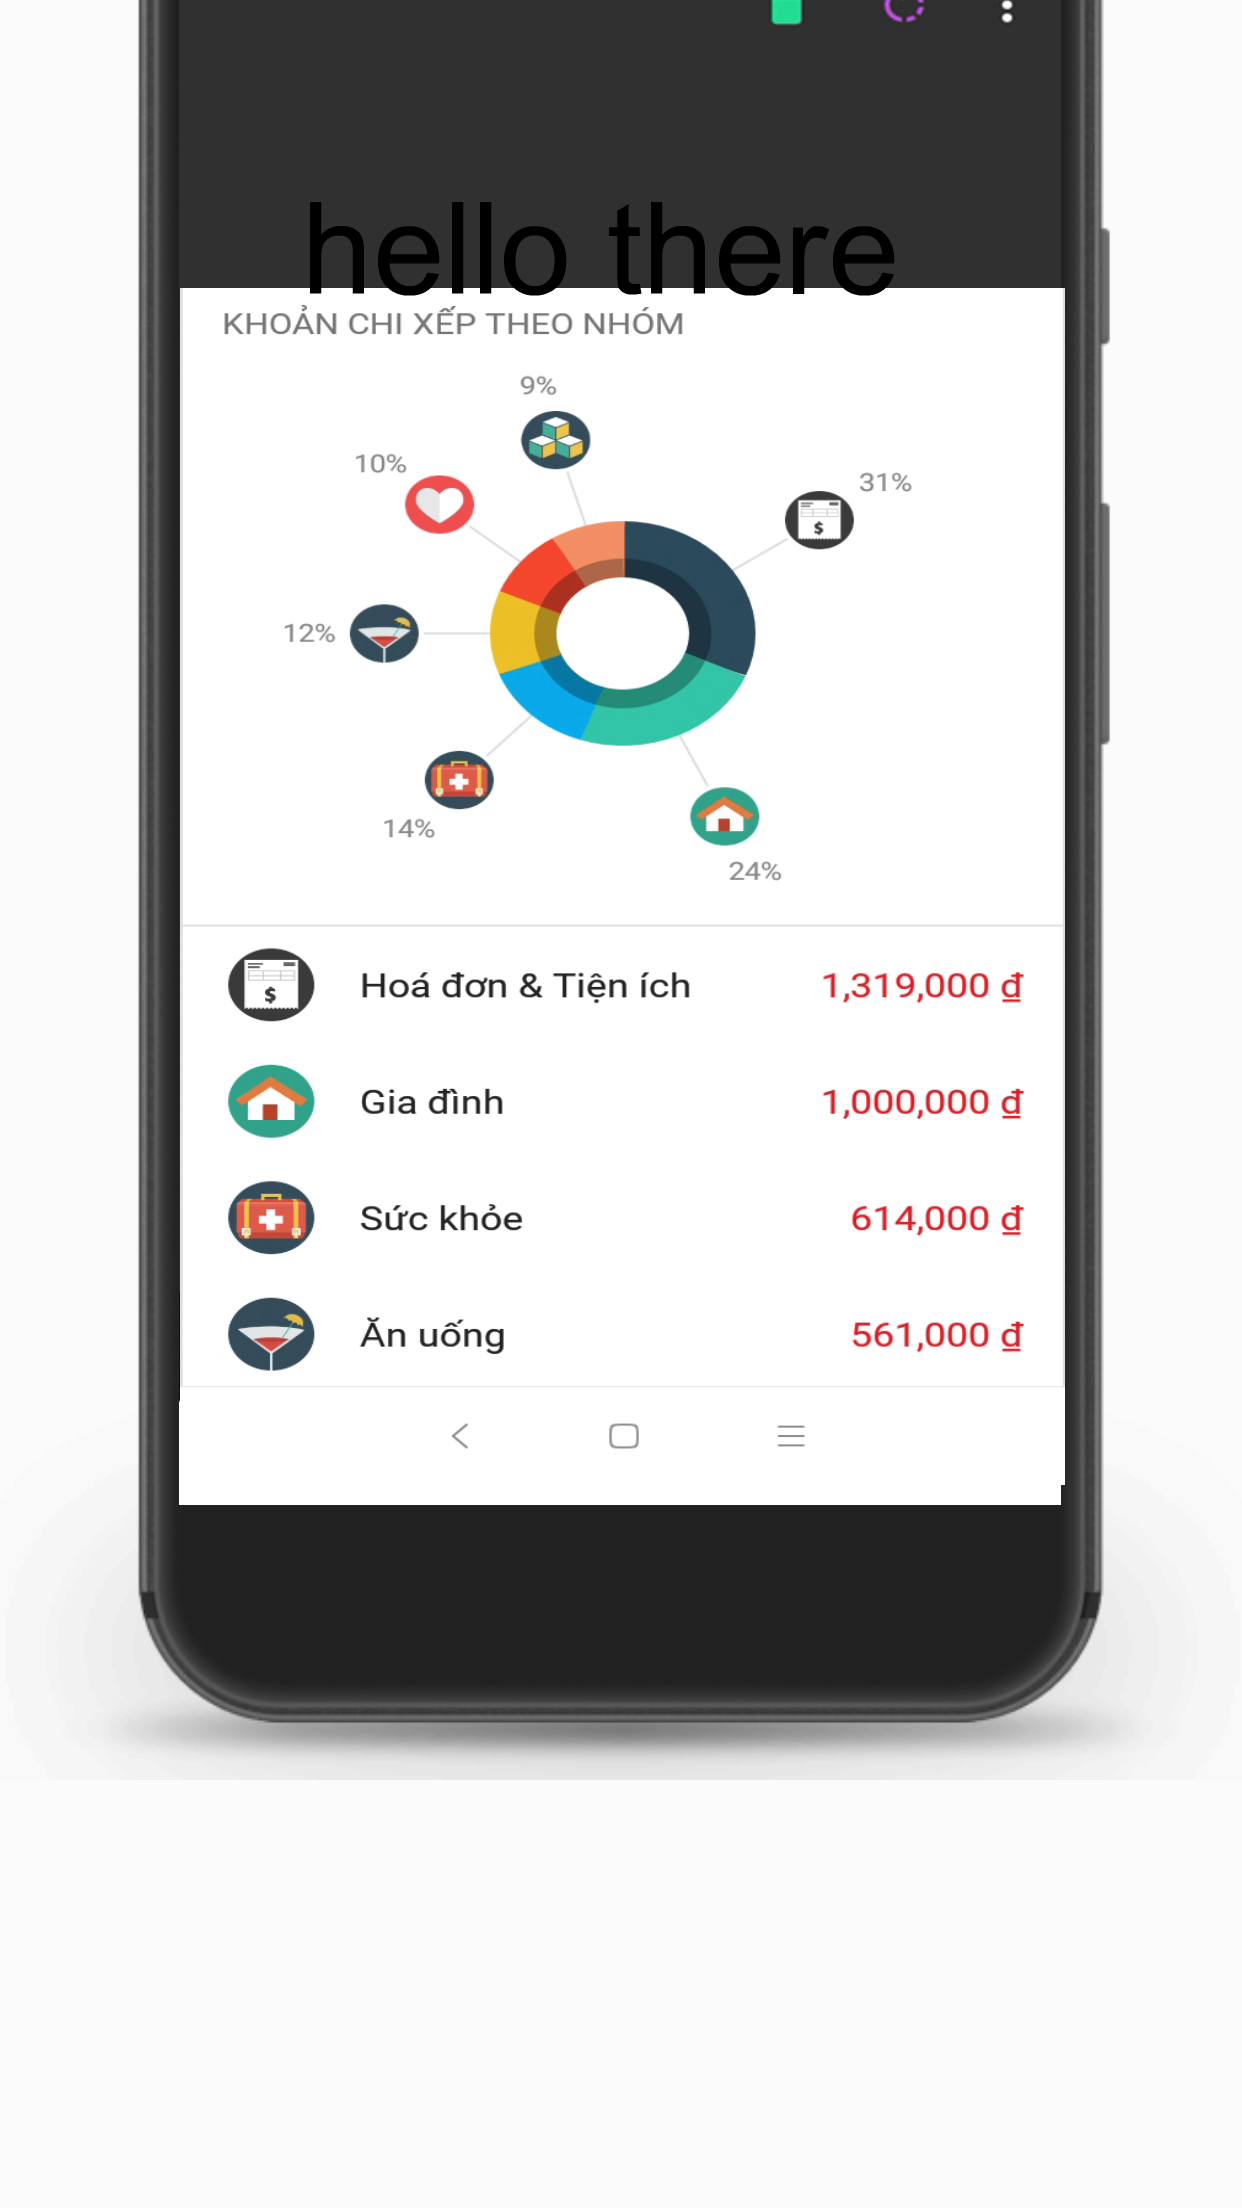 hello there
KHOẢN CHI XẾP THEO NHÓM
9%
10%
31%
12%
14%
24%
Hoá đơn & Tiện ích 1,319,000 ₫
Gia đình 1,000,000 ₫
Sức khỏe 614,000 ₫
Ăn uống 561,000 ₫